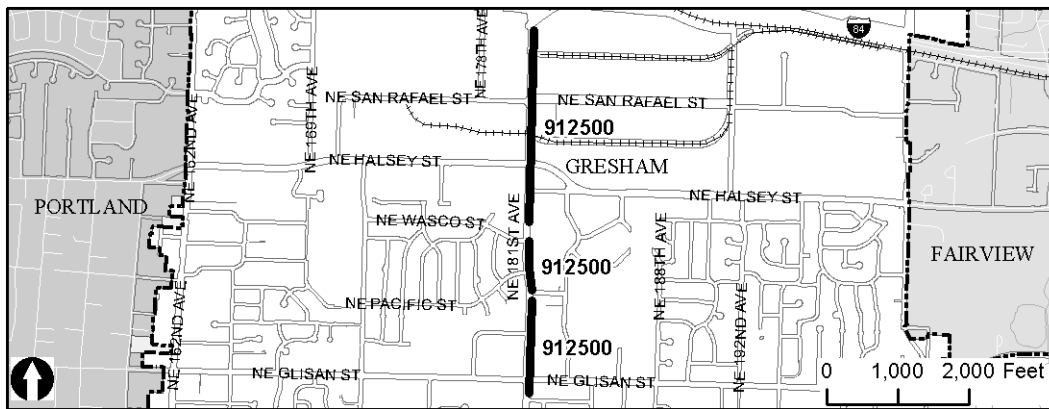 84
NE 178TH AVE
NE 169TH AVE
NE 162ND AVE
NE SAN RAFAEL ST
NE SAN RAFAEL ST
912500
NE HALSEY ST
GRESHAM
NE HALSEY ST
PORTLAND
NE WASCO ST
NE 181ST AVE
NE 188TH AVE
FAIRVIEW
912500
NE PACIFIC ST
NE 192ND AVE
NE 162ND AVE
912500
NE GLISAN ST
NE GLISAN ST
0 1,000 2,000 Feet